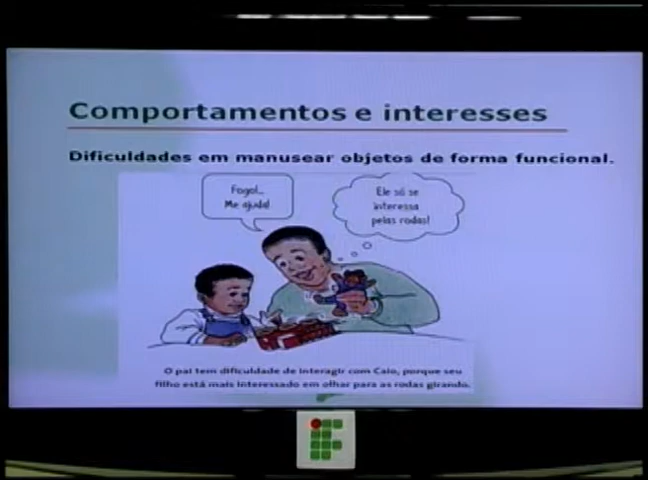 Comportamentos e interesses
Dificuldades em manusear objetos de forma funcional.
Fogo!...
Me ajuda!
Ele só se
interessa
pelas rodas!
O pai tem dificuldade de interagir com Caio, porque seu
filho está mais interessado em olhar para as rodas girando.